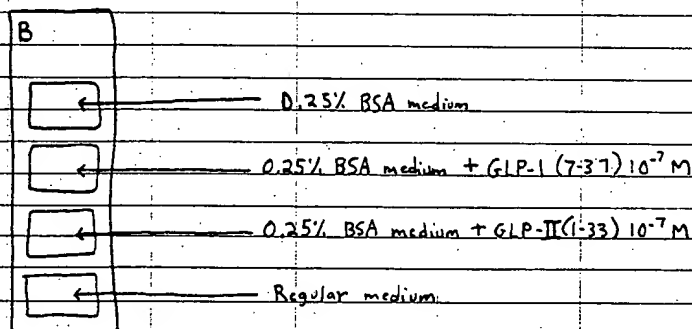 B
0.25% BSA medium
0.25% BSA medium + GLP-1 (7-37) 10⁻⁷ M
0.25% BSA medium + GLP-II (1-33) 10⁻⁷ M
Regular medium